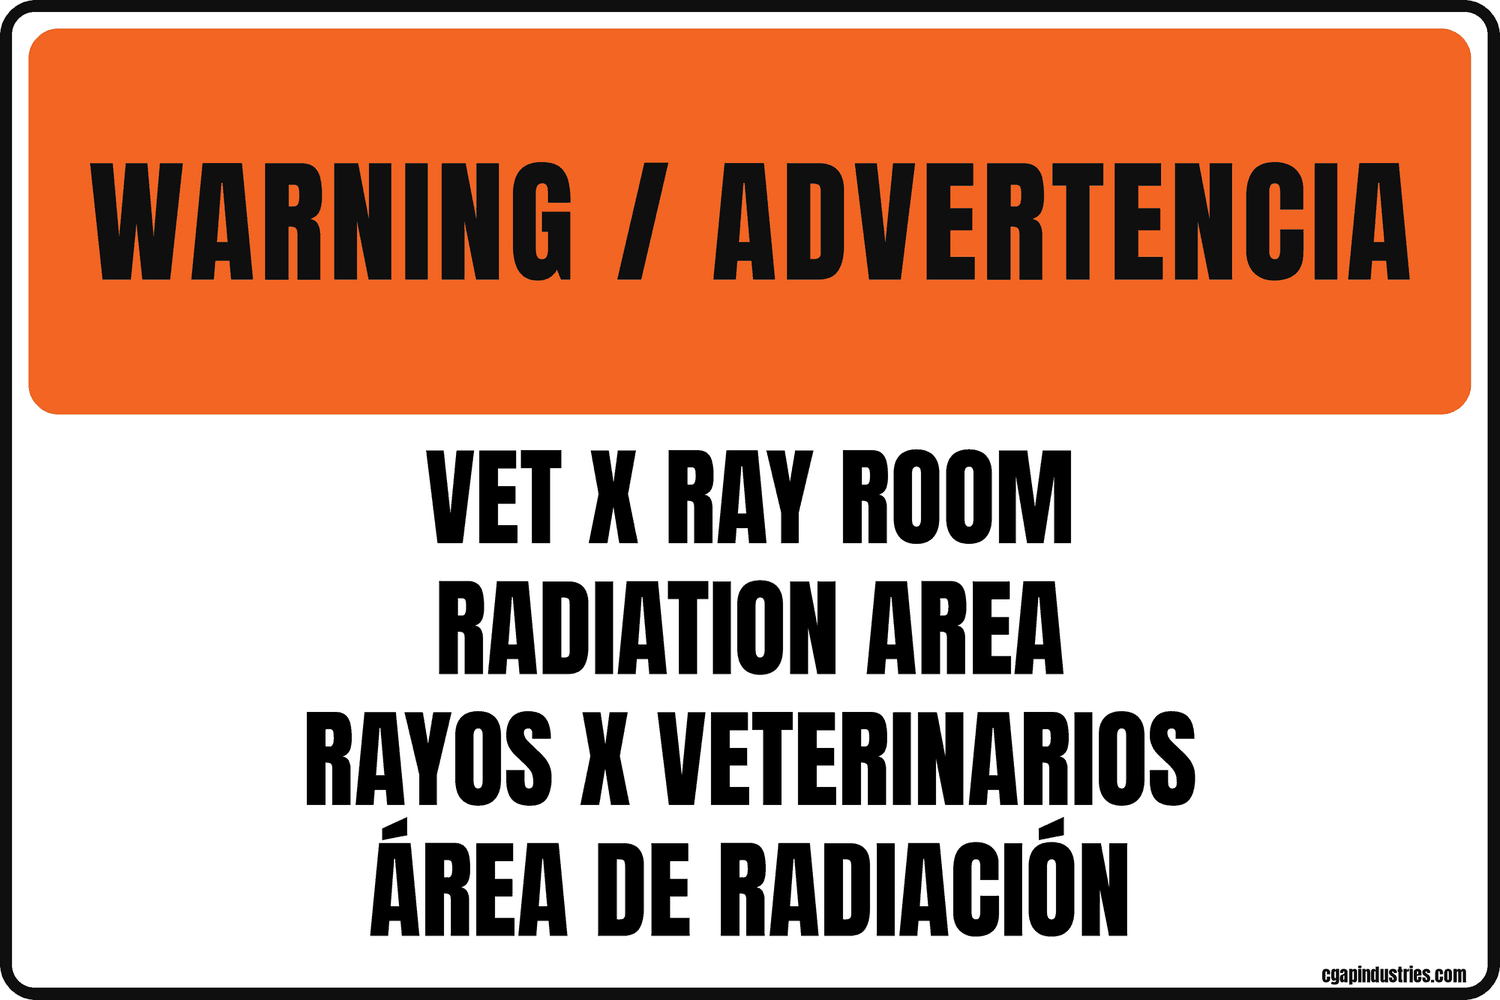 WARNING / ADVERTENCIA
VET X RAY ROOM
RADIATION AREA
RAYOS X VETERINARIOS
ÁREA DE RADIACIÓN
cgapindustries.com